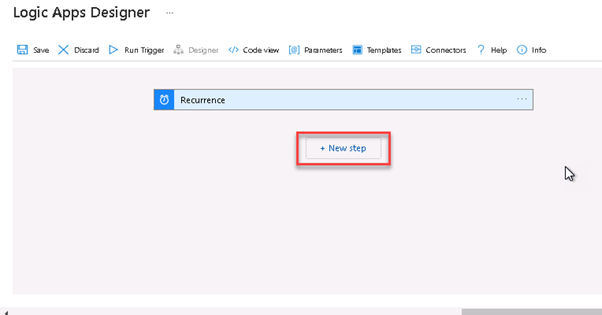 Logic Apps Designer ...
Save Discard Run Trigger Designer </> Code view [@] Parameters Templates Connectors ? Help Info
Recurrence ...
+ New step